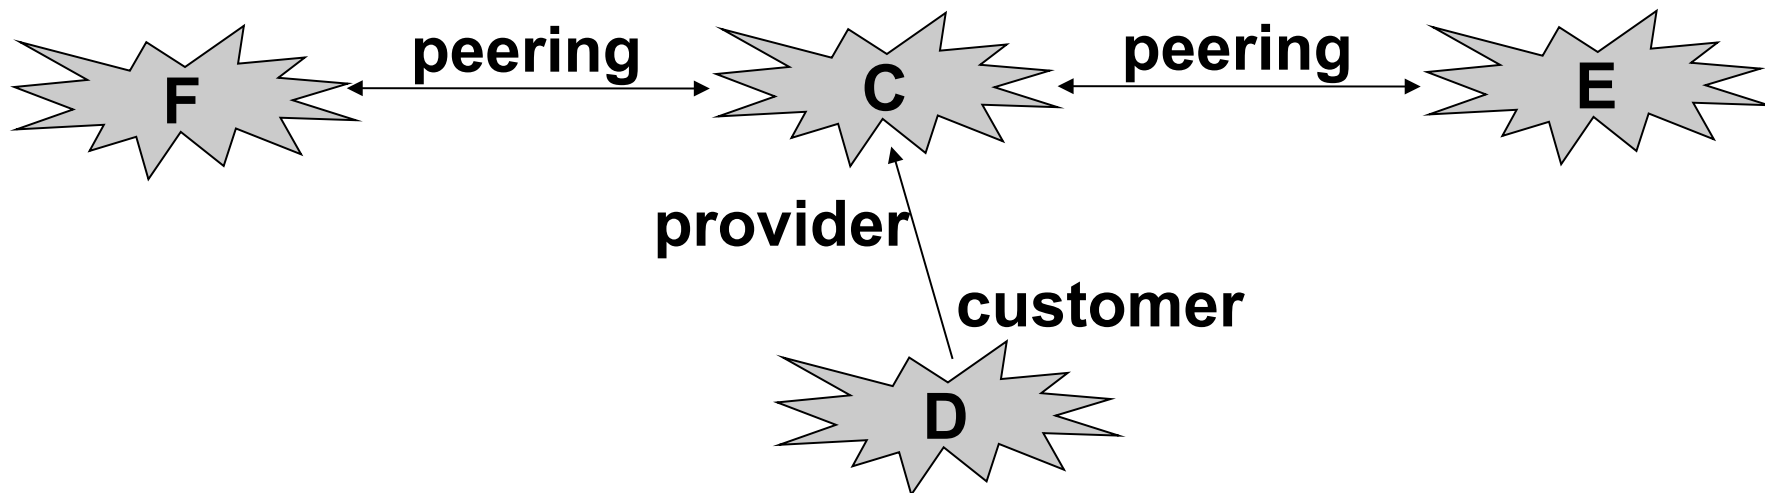 peering
peering
F
C
E
provider
customer
D